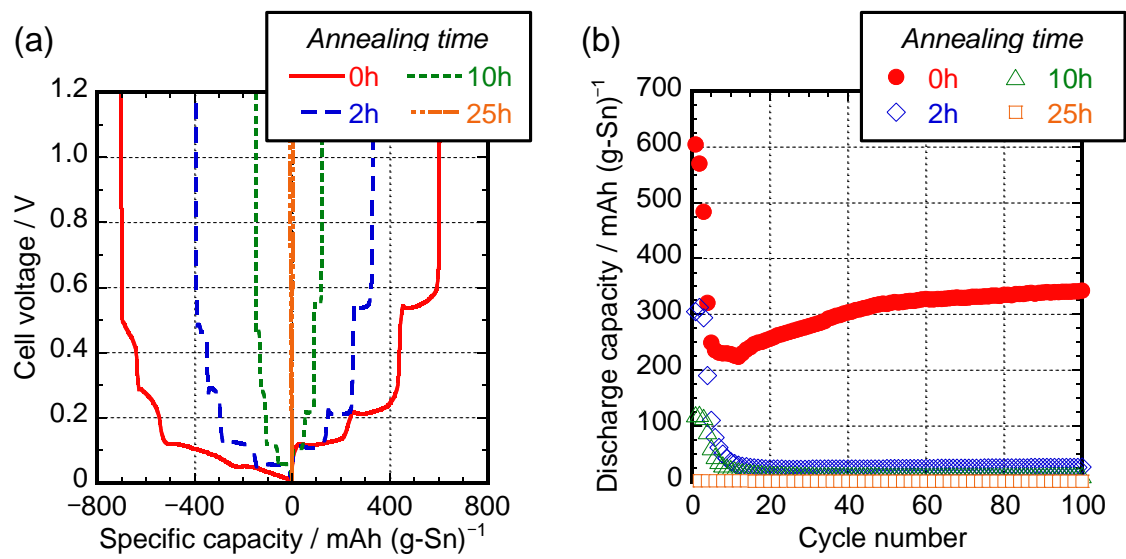 (a)
Annealing time
0h
10h
2h
25h
1.2
1.0
0.8
0.6
0.4
0.2
0
−800
−400
0
400
800
Cell voltage / V
Specific capacity / mAh (g-Sn)⁻¹
(b)
Annealing time
0h
10h
2h
25h
700
600
500
400
300
200
100
0
0
20
40
60
80
100
Discharge capacity / mAh (g-Sn)⁻¹
Cycle number